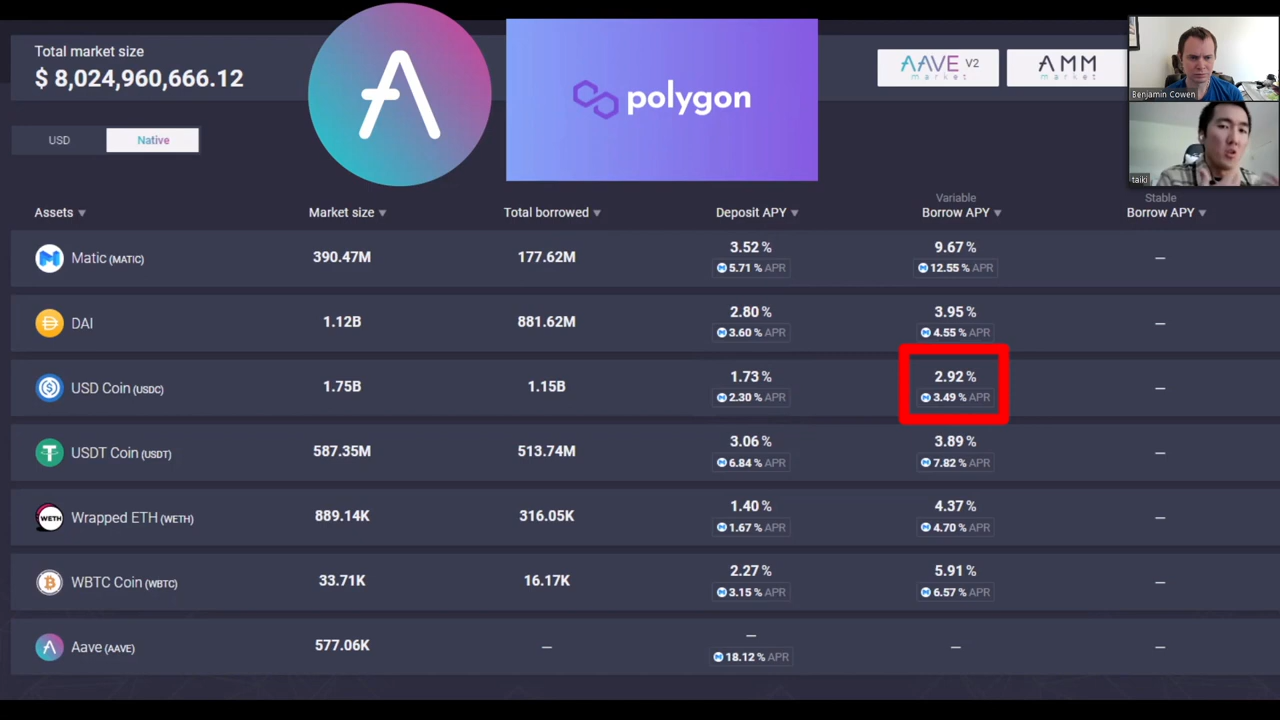 Total market size
$ 8,024,960,666.12
polygon
AAVE V2
market
AMM
market
Benjamin Cowen
taiki
USD
Native
Assets
Market size
Total borrowed
Deposit APY
Variable
Borrow APY
Stable
Borrow APY
Matic (MATIC)
390.47M
177.62M
3.52 %
5.71 % APR
9.67 %
12.55 % APR
—
DAI
1.12B
881.62M
2.80 %
3.60 % APR
3.95 %
4.55 % APR
—
USD Coin (USDC)
1.75B
1.15B
1.73 %
2.30 % APR
2.92 %
3.49 % APR
—
USDT Coin (USDT)
587.35M
513.74M
3.06 %
6.84 % APR
3.89 %
7.82 % APR
—
WETH
Wrapped ETH (WETH)
889.14K
316.05K
1.40 %
1.67 % APR
4.37 %
4.70 % APR
—
WBTC Coin (WBTC)
33.71K
16.17K
2.27 %
3.15 % APR
5.91 %
6.57 % APR
—
Aave (AAVE)
577.06K
—
—
18.12 % APR
—
—